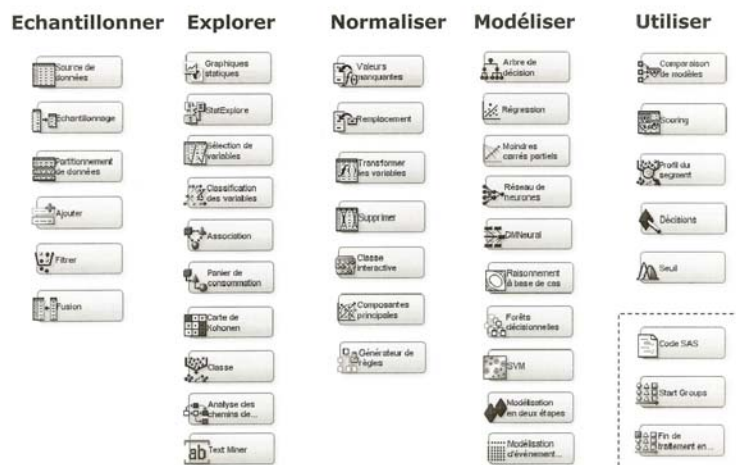 Echantillonner
Source de
données
Echantillonnage
Partitionnement
de données
Ajouter
Filtrer
Fusion
Explorer
Graphiques
statiques
StatExplore
Sélection de
variables
Classification
des variables
Association
Panier de
consommation
Carte de
Kohonen
Classe
Analyse des
chemins de...
ab Text Miner
Normaliser
Valeurs
manquantes
Remplacement
Transformer
les variables
Supprimer
Classe
interactive
Composantes
principales
Générateur de
règles
Modéliser
Arbre de
décision
Régression
Moindres
carrés partiels
Réseau de
neurones
DMNeural
Raisonnement
à base de cas
Forêts
décisionnelles
SVM
Modélisation
en deux étapes
Modélisation
d'événement...
Utiliser
Comparaison
de modèles
Scoring
Profil du
segment
Décisions
Seuil
Code SAS
Start Groups
Fin de
traitement en...